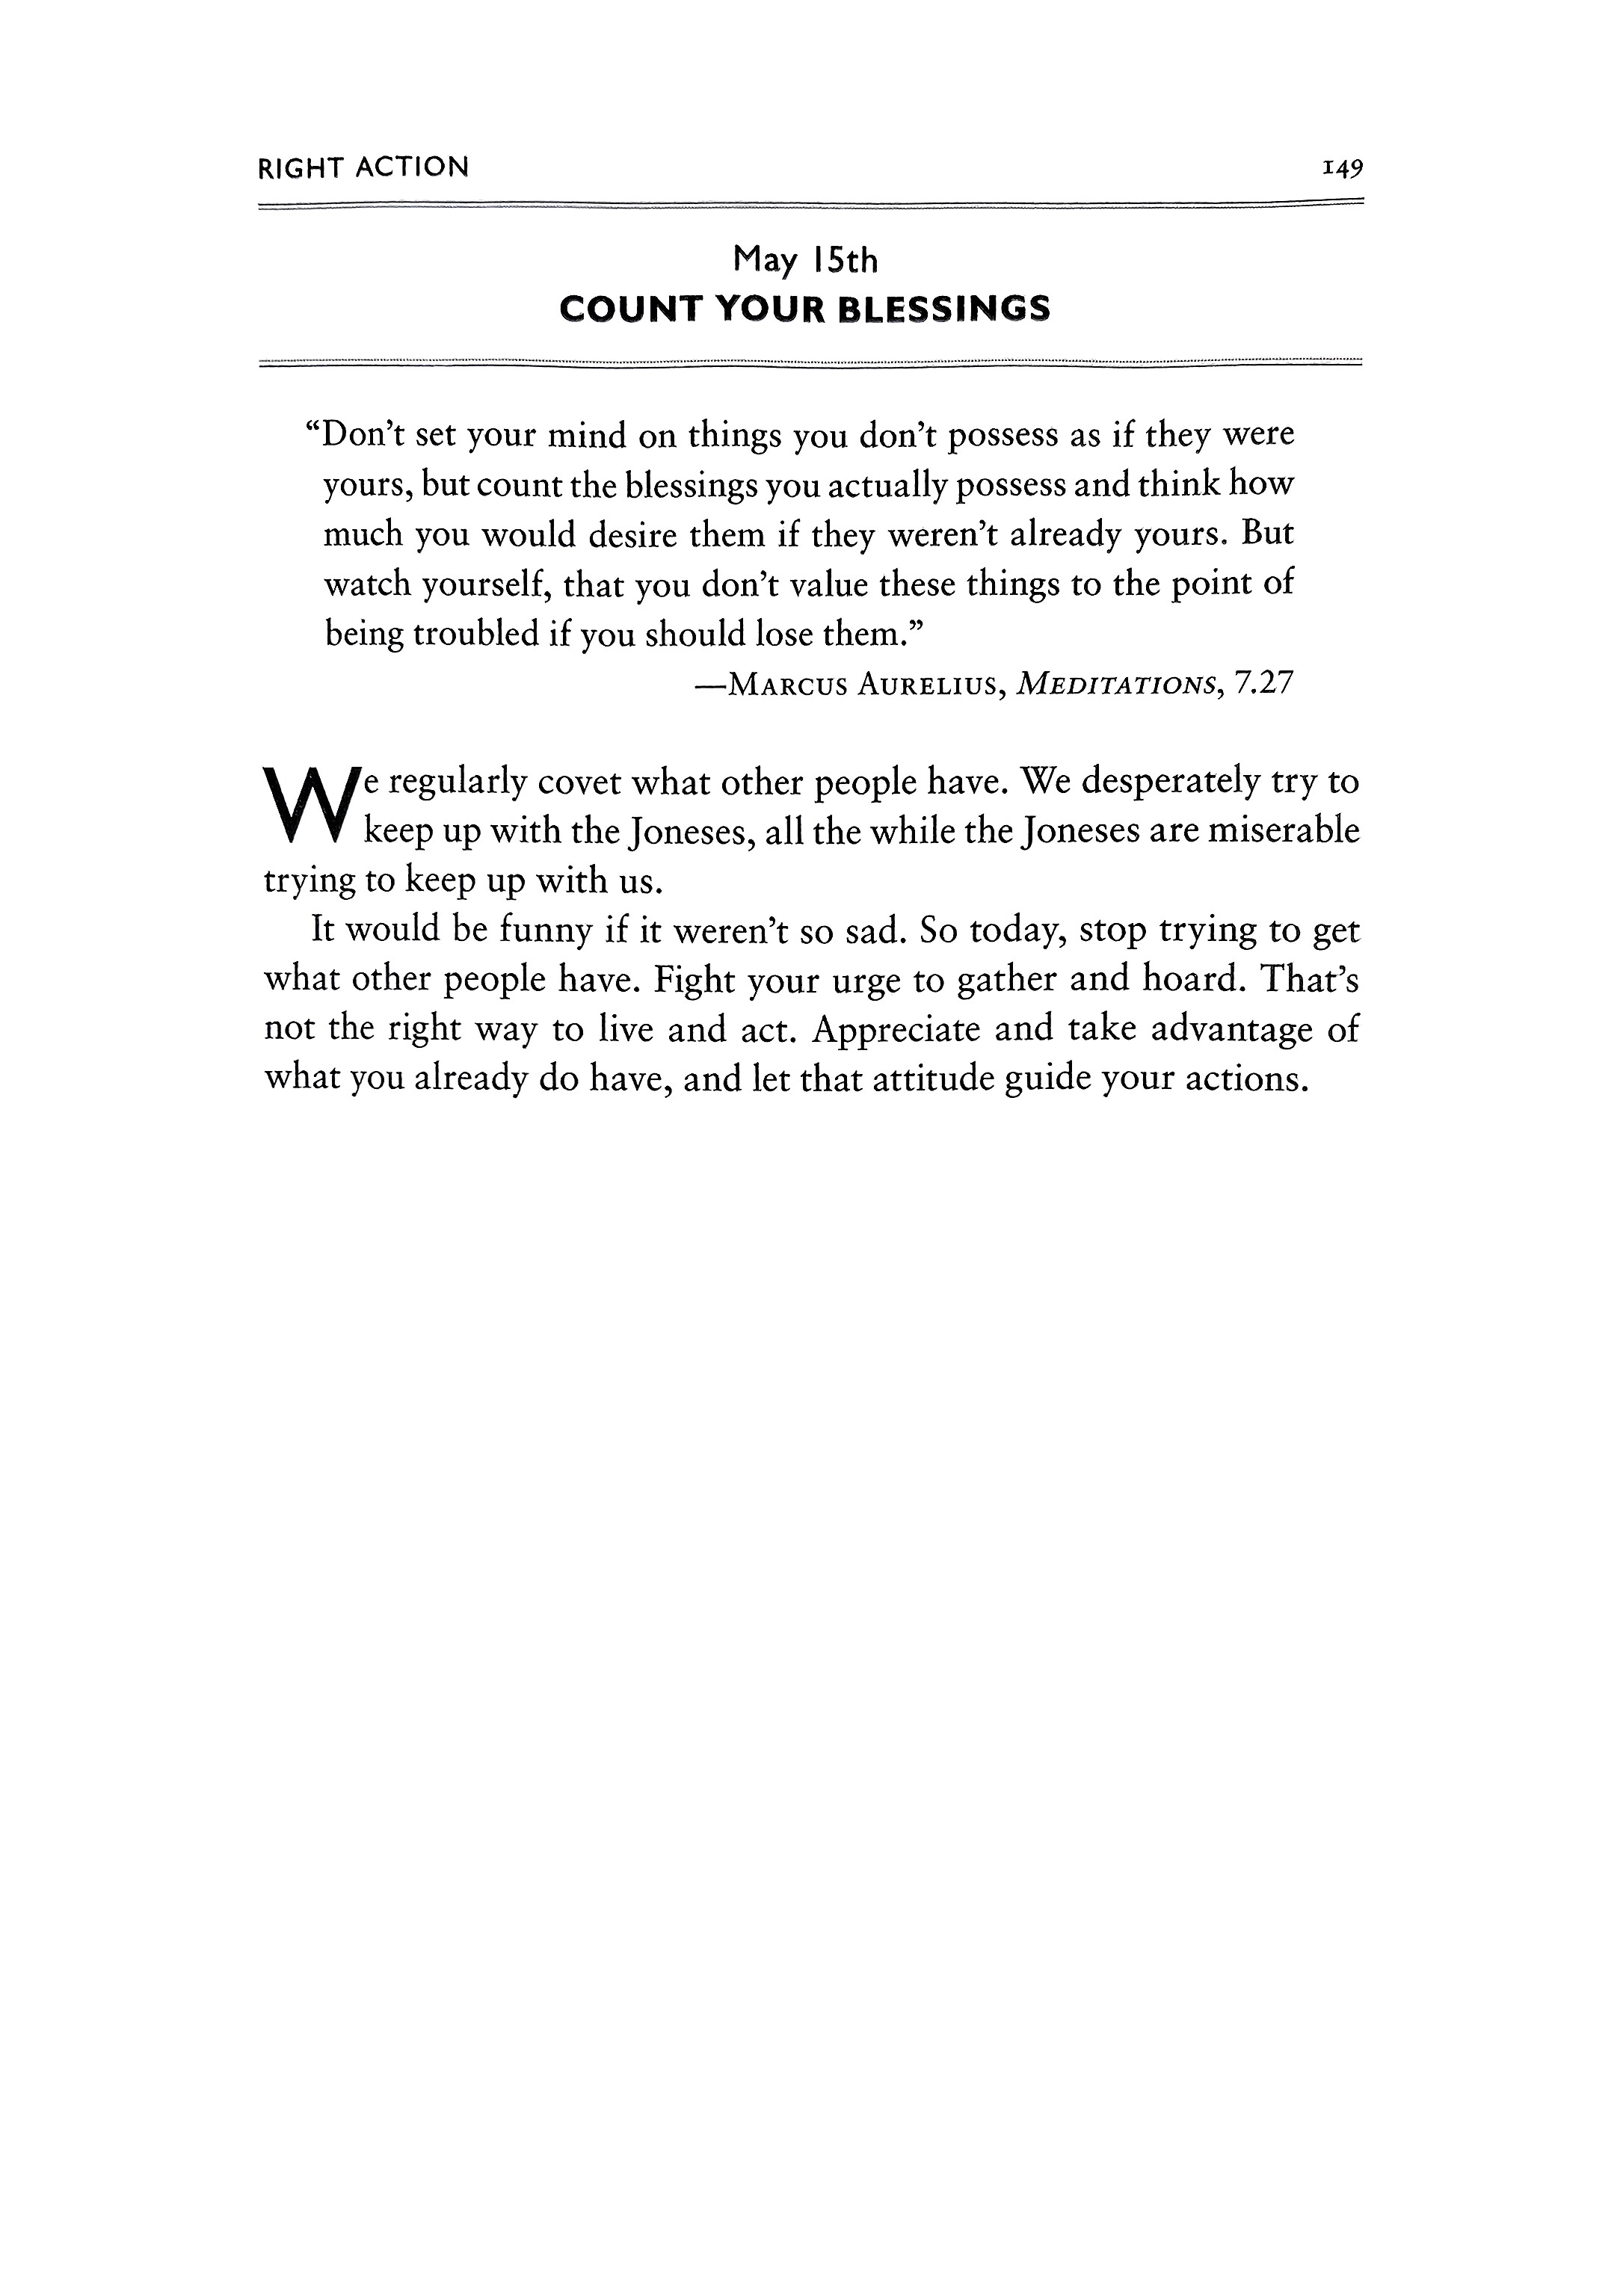 RIGHT ACTION 149
May 15th
COUNT YOUR BLESSINGS
“Don’t set your mind on things you don’t possess as if they were
yours, but count the blessings you actually possess and think how
much you would desire them if they weren’t already yours. But
watch yourself, that you don’t value these things to the point of
being troubled if you should lose them.”
—MARCUS AURELIUS, MEDITATIONS, 7.27
We regularly covet what other people have. We desperately try to
keep up with the Joneses, all the while the Joneses are miserable
trying to keep up with us.
It would be funny if it weren’t so sad. So today, stop trying to get
what other people have. Fight your urge to gather and hoard. That’s
not the right way to live and act. Appreciate and take advantage of
what you already do have, and let that attitude guide your actions.